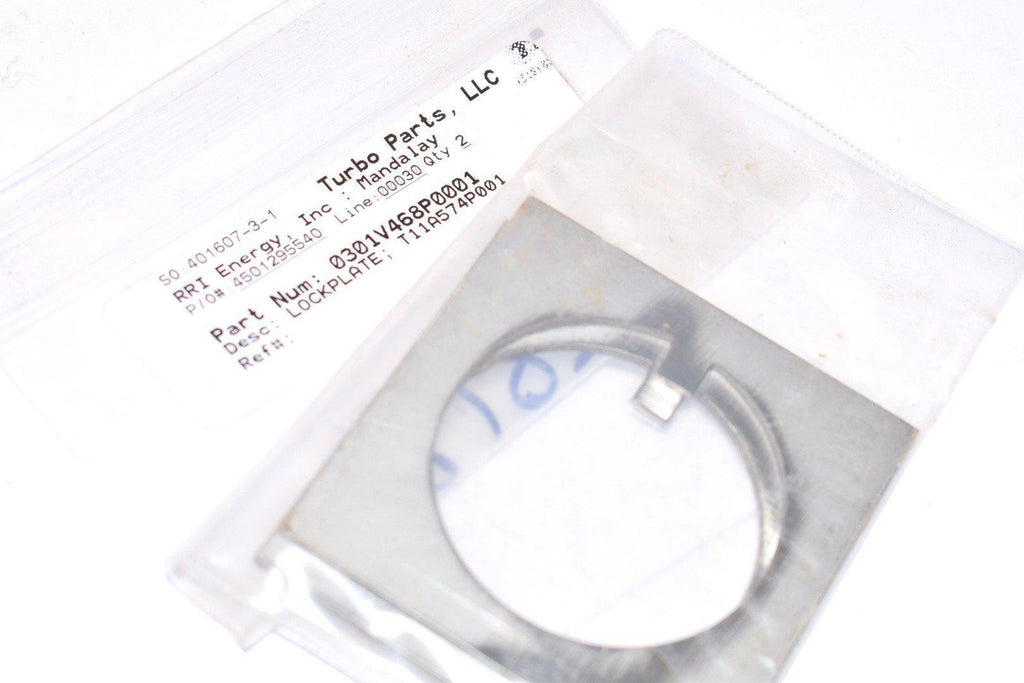 Turbo Parts, LLC
SO: 401607-3-1
RRI Energy, Inc : Mandalay
P/O#: 4501295540 Line: 00030 Qty 2
Part Num: 0301V468P0001
Desc: LOCKPLATE; T11A574P001
Ref#: